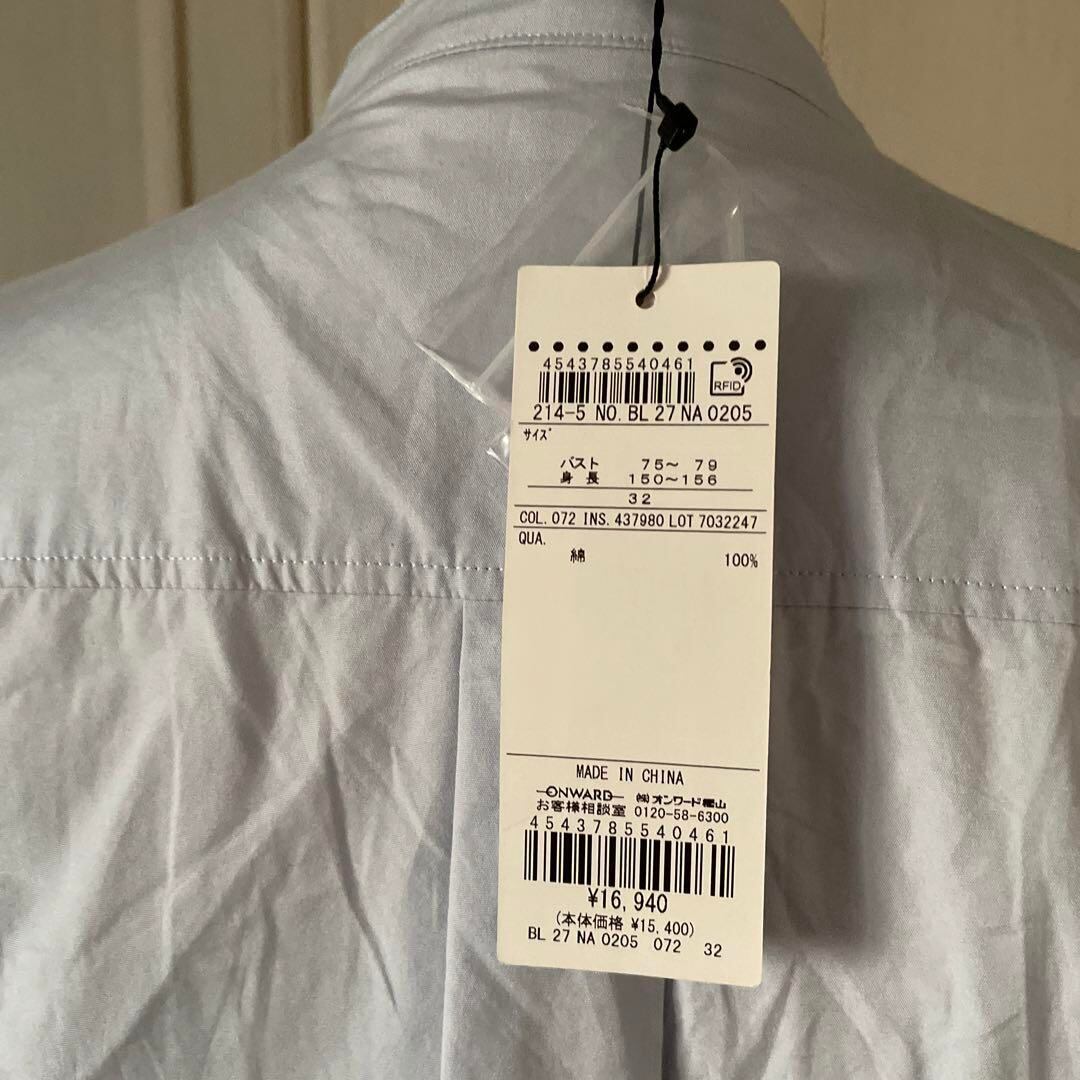 4543785540461
RFID
214-5 NO. BL 27 NA 0205
サイズ
バスト 75～ 79
身 長 150～156
32
COL. 072 INS. 437980 LOT 7032247
QUA.
綿 100%
MADE IN CHINA
ONWARD ㈱オンワード樫山
お客様相談室 0120-58-6300
4543785540461
¥16,940
(本体価格 ¥15,400)
BL 27 NA 0205 072 32